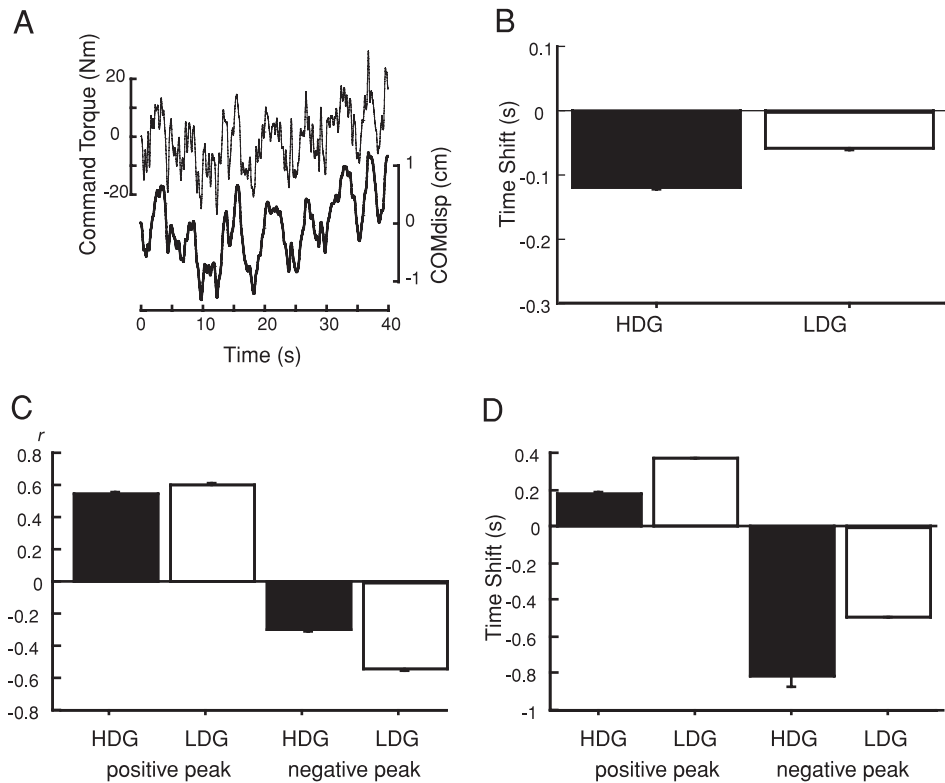 A
Command Torque (Nm)
20
0
-20
1
0
-1
COMdisp (cm)
0 10 20 30 40
Time (s)
B
Time Shift (s)
0.1
0
-0.1
-0.2
-0.3
HDG LDG
C
r
0.8
0.6
0.4
0.2
0
-0.2
-0.4
-0.6
-0.8
HDG LDG HDG LDG
positive peak negative peak
D
Time Shift (s)
0.4
0.2
0
-0.2
-0.4
-0.6
-0.8
-1
HDG LDG HDG LDG
positive peak negative peak